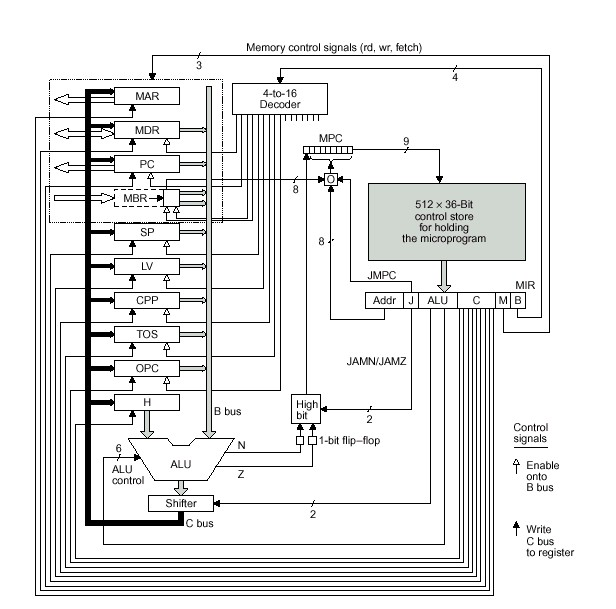 Memory control signals (rd, wr, fetch)
3
4
MAR
MDR
PC
MBR
SP
LV
CPP
TOS
OPC
H
4-to-16
Decoder
MPC
9
O
8
8
512 × 36-Bit
control store
for holding
the microprogram
MIR
JMPC
Addr J ALU C M B
JAMN/JAMZ
B bus
High
bit
2
1-bit flip–flop
6
ALU
control
ALU
N
Z
Shifter
2
C bus
Control
signals
Enable
onto
B bus
Write
C bus
to register